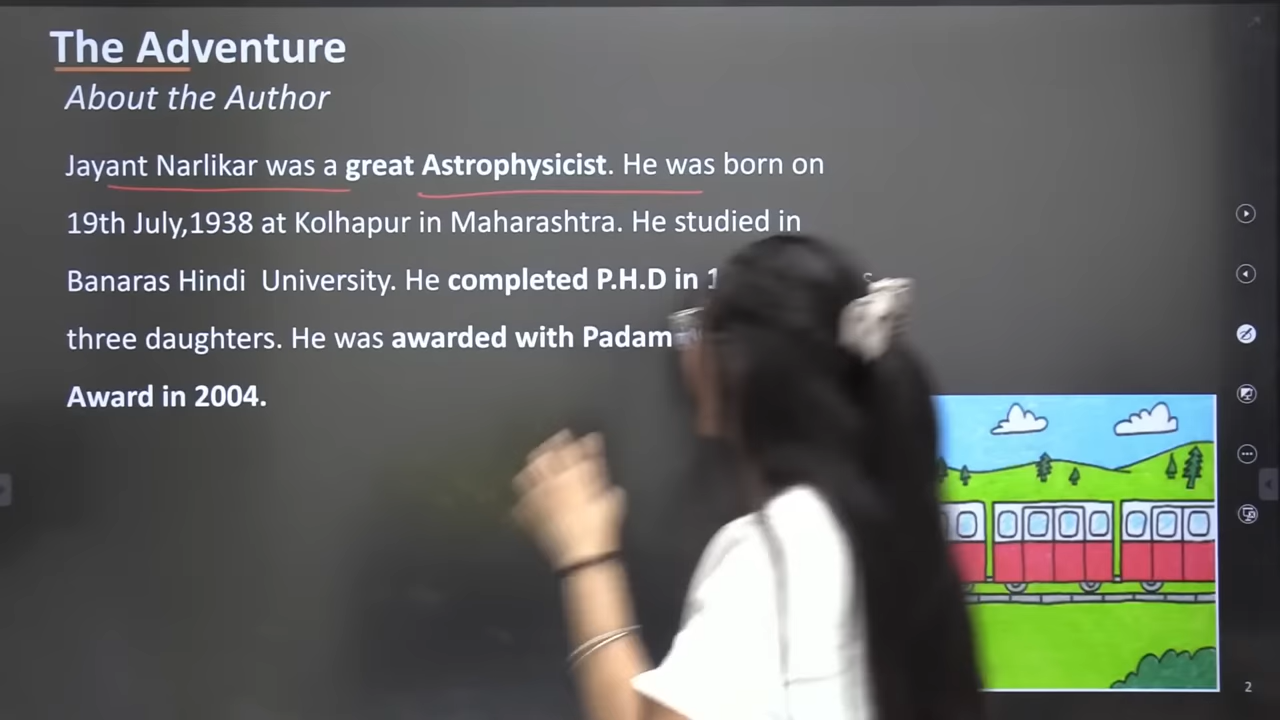 The Adventure
About the Author
Jayant Narlikar was a great Astrophysicist. He was born on
19th July,1938 at Kolhapur in Maharashtra. He studied in
Banaras Hindi  University. He completed P.H.D in
three daughters. He was awarded with Padam
Award in 2004.
2